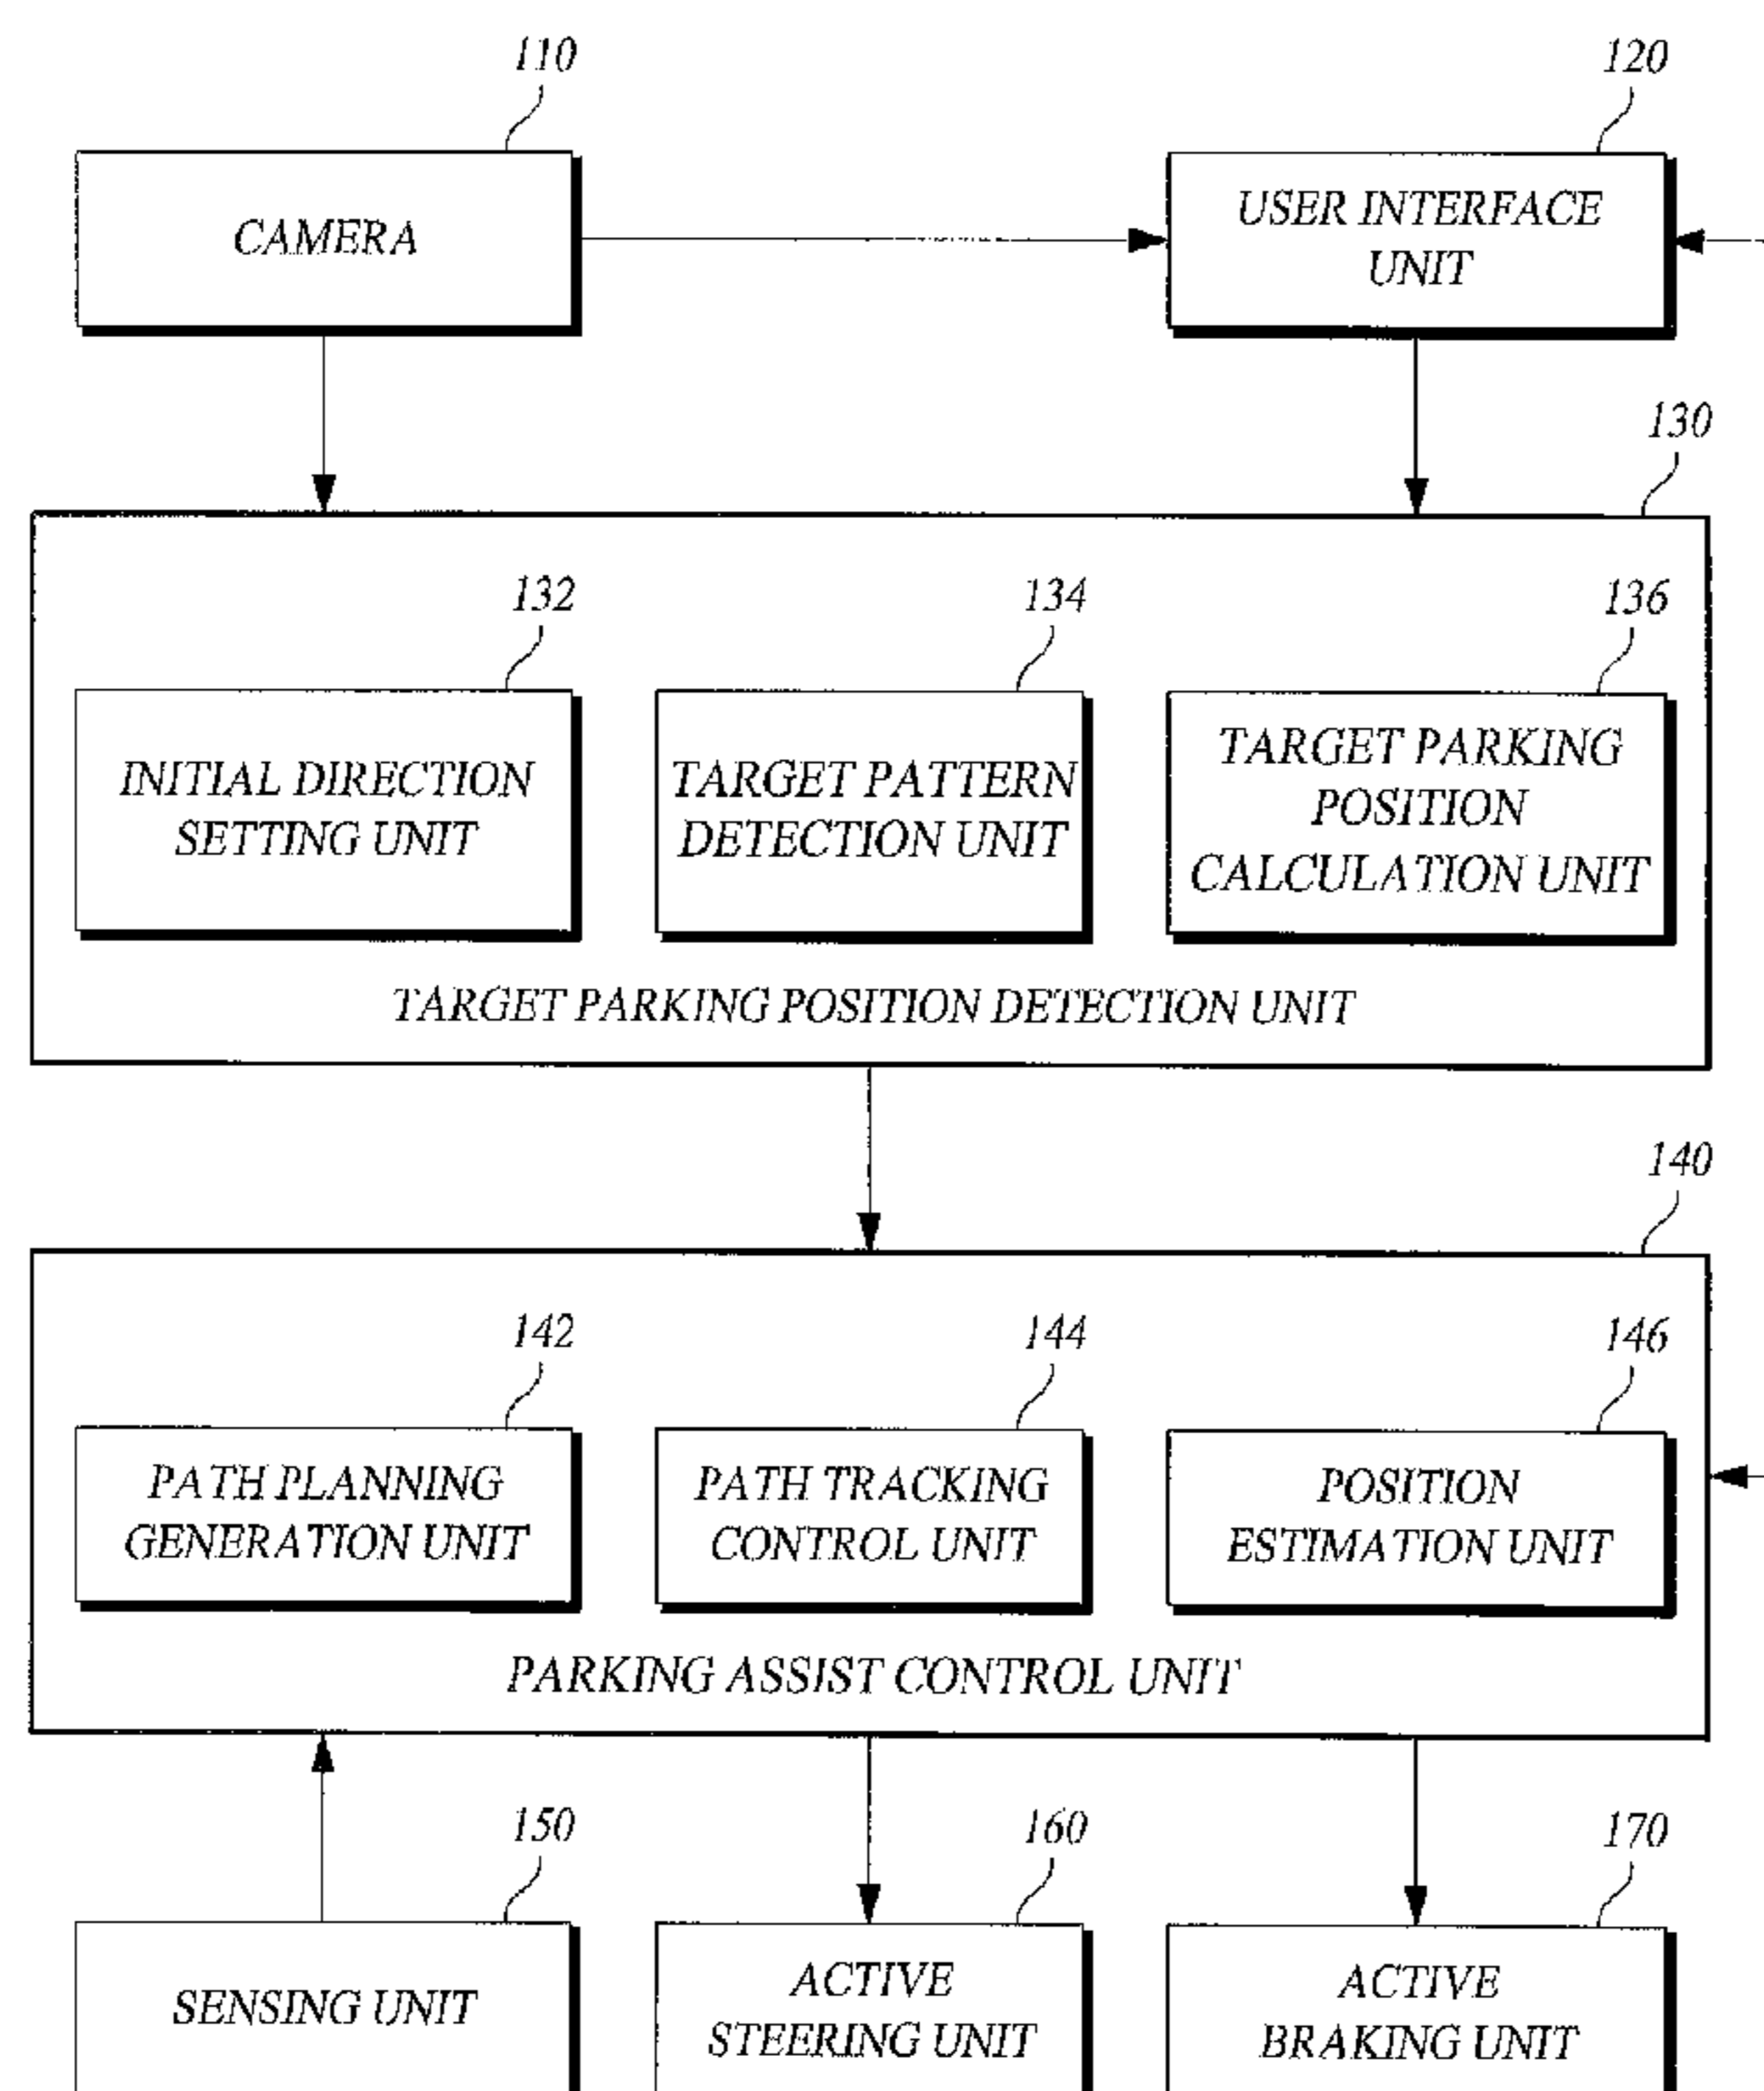 110
120
CAMERA
USER INTERFACE
UNIT
130
132
134
136
INITIAL DIRECTION
SETTING UNIT
TARGET PATTERN
DETECTION UNIT
TARGET PARKING
POSITION
CALCULATION UNIT
TARGET PARKING POSITION DETECTION UNIT
140
142
144
146
PATH PLANNING
GENERATION UNIT
PATH TRACKING
CONTROL UNIT
POSITION
ESTIMATION UNIT
PARKING ASSIST CONTROL UNIT
150
160
170
SENSING UNIT
ACTIVE
STEERING UNIT
ACTIVE
BRAKING UNIT